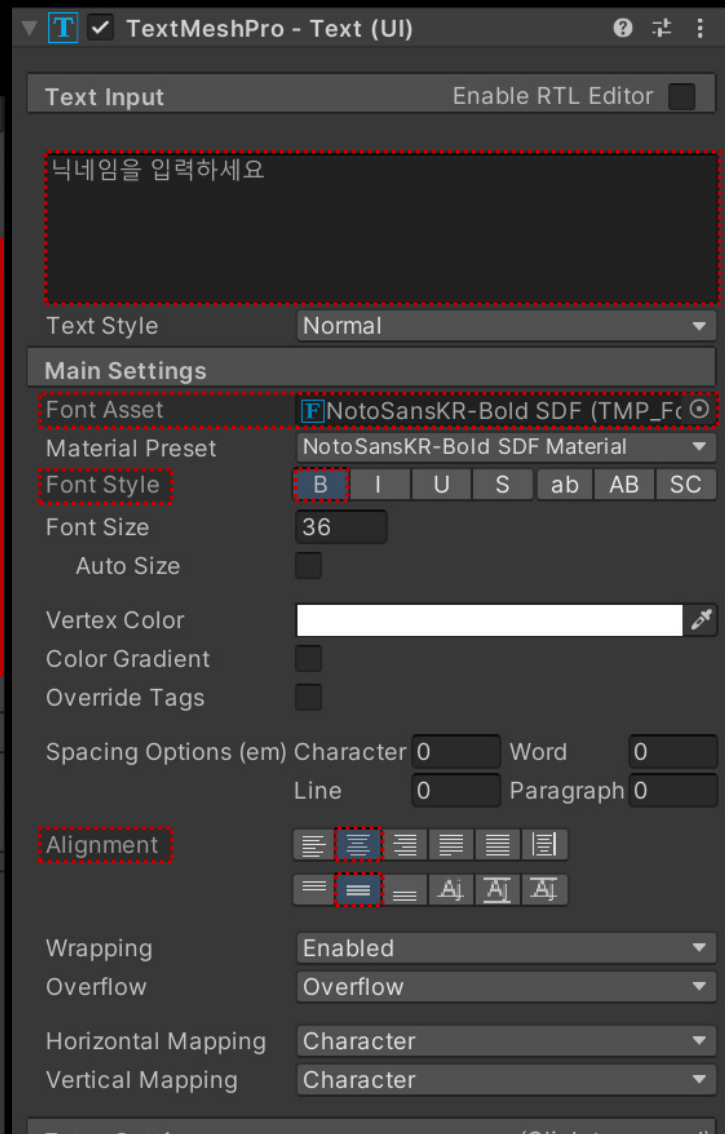 TextMeshPro - Text (UI)
Text Input Enable RTL Editor
닉네임을 입력하세요
Text Style Normal
Main Settings
Font Asset NotoSansKR-Bold SDF (TMP_Fo
Material Preset NotoSansKR-Bold SDF Material
Font Style B I U S ab AB SC
Font Size 36
Auto Size
Vertex Color
Color Gradient
Override Tags
Spacing Options (em) Character 0 Word 0
Line 0 Paragraph 0
Alignment
Wrapping Enabled
Overflow Overflow
Horizontal Mapping Character
Vertical Mapping Character